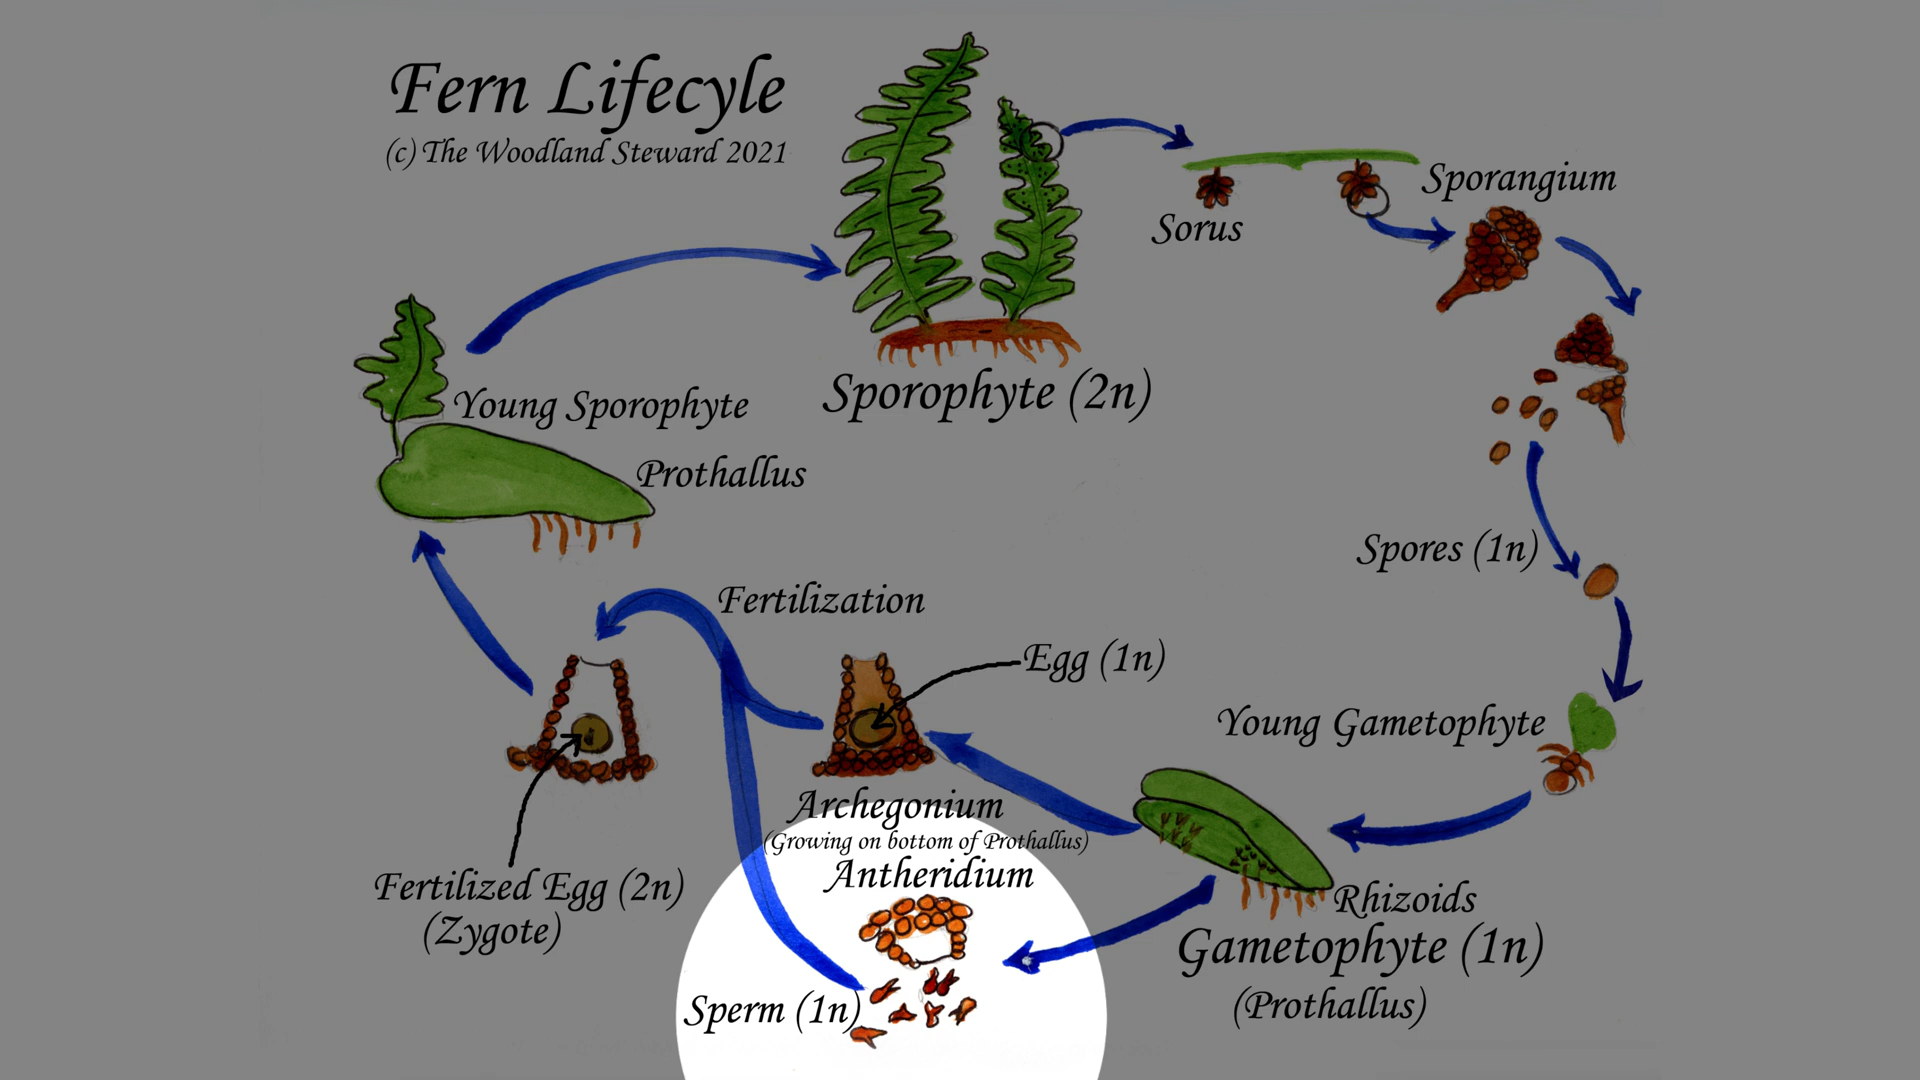 Fern Lifecyle
(c) The Woodland Steward 2021
Sporangium
Sorus
Sporophyte (2n)
Young Sporophyte
Prothallus
Spores (1n)
Fertilization
Egg (1n)
Young Gametophyte
Archegonium
(Growing on bottom of Prothallus)
Antheridium
Fertilized Egg (2n)
(Zygote)
Rhizoids
Gametophyte (1n)
(Prothallus)
Sperm (1n)